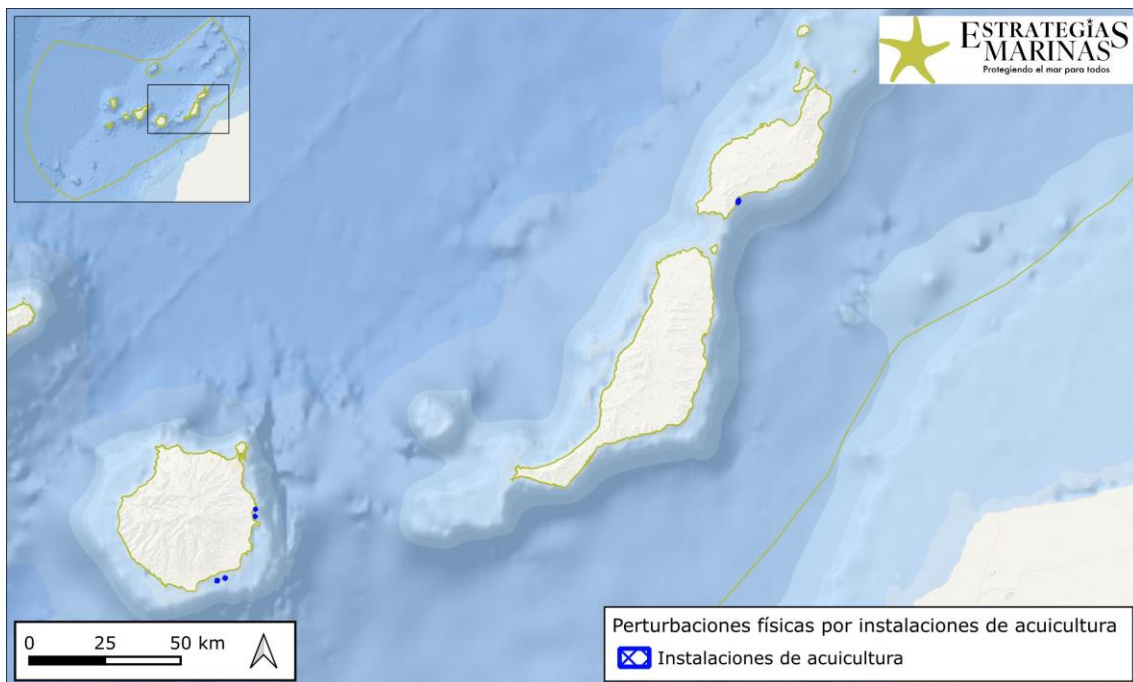 ESTRATEGIAS
MARINAS
Protegiendo el mar para todos
0 25 50 km
Perturbaciones físicas por instalaciones de acuicultura
Instalaciones de acuicultura